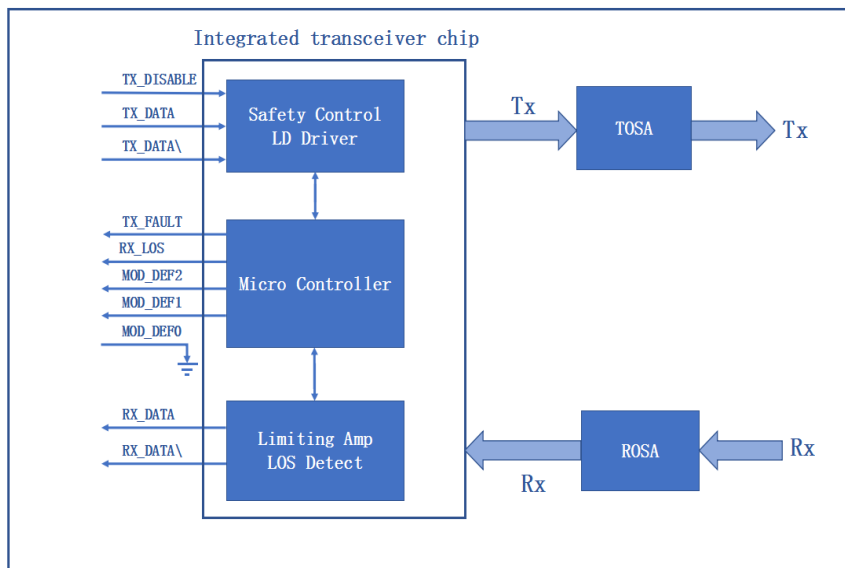 Integrated transceiver chip
TX_DISABLE
TX_DATA
TX_DATA\
Safety Control
LD Driver
Tx
TOSA
Tx
TX_FAULT
RX_LOS
MOD_DEF2
MOD_DEF1
MOD_DEF0
Micro Controller
RX_DATA
RX_DATA\
Limiting Amp
LOS Detect
Rx
ROSA
Rx